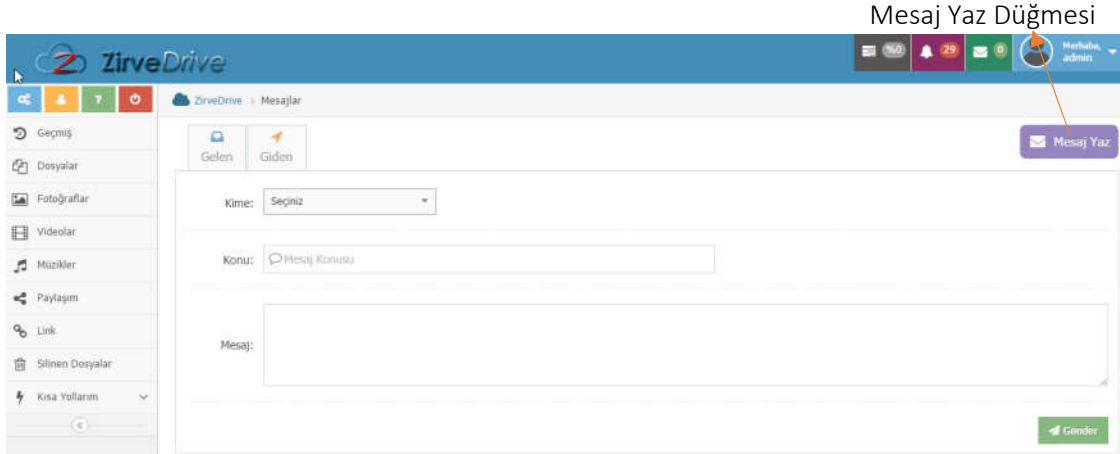 Mesaj Yaz Düğmesi
ZirveDrive
%0
29
0
Merhaba,
admin
?
ZirveDrive
Mesajlar
Geçmiş
Gelen
Giden
Mesaj Yaz
Dosyalar
Fotoğraflar
Kime:
Seçiniz
Videolar
Müzikler
Konu:
Mesaj Konusu
Paylaşım
Link
Mesaj:
Silinen Dosyalar
Kısa Yollarım
Gönder